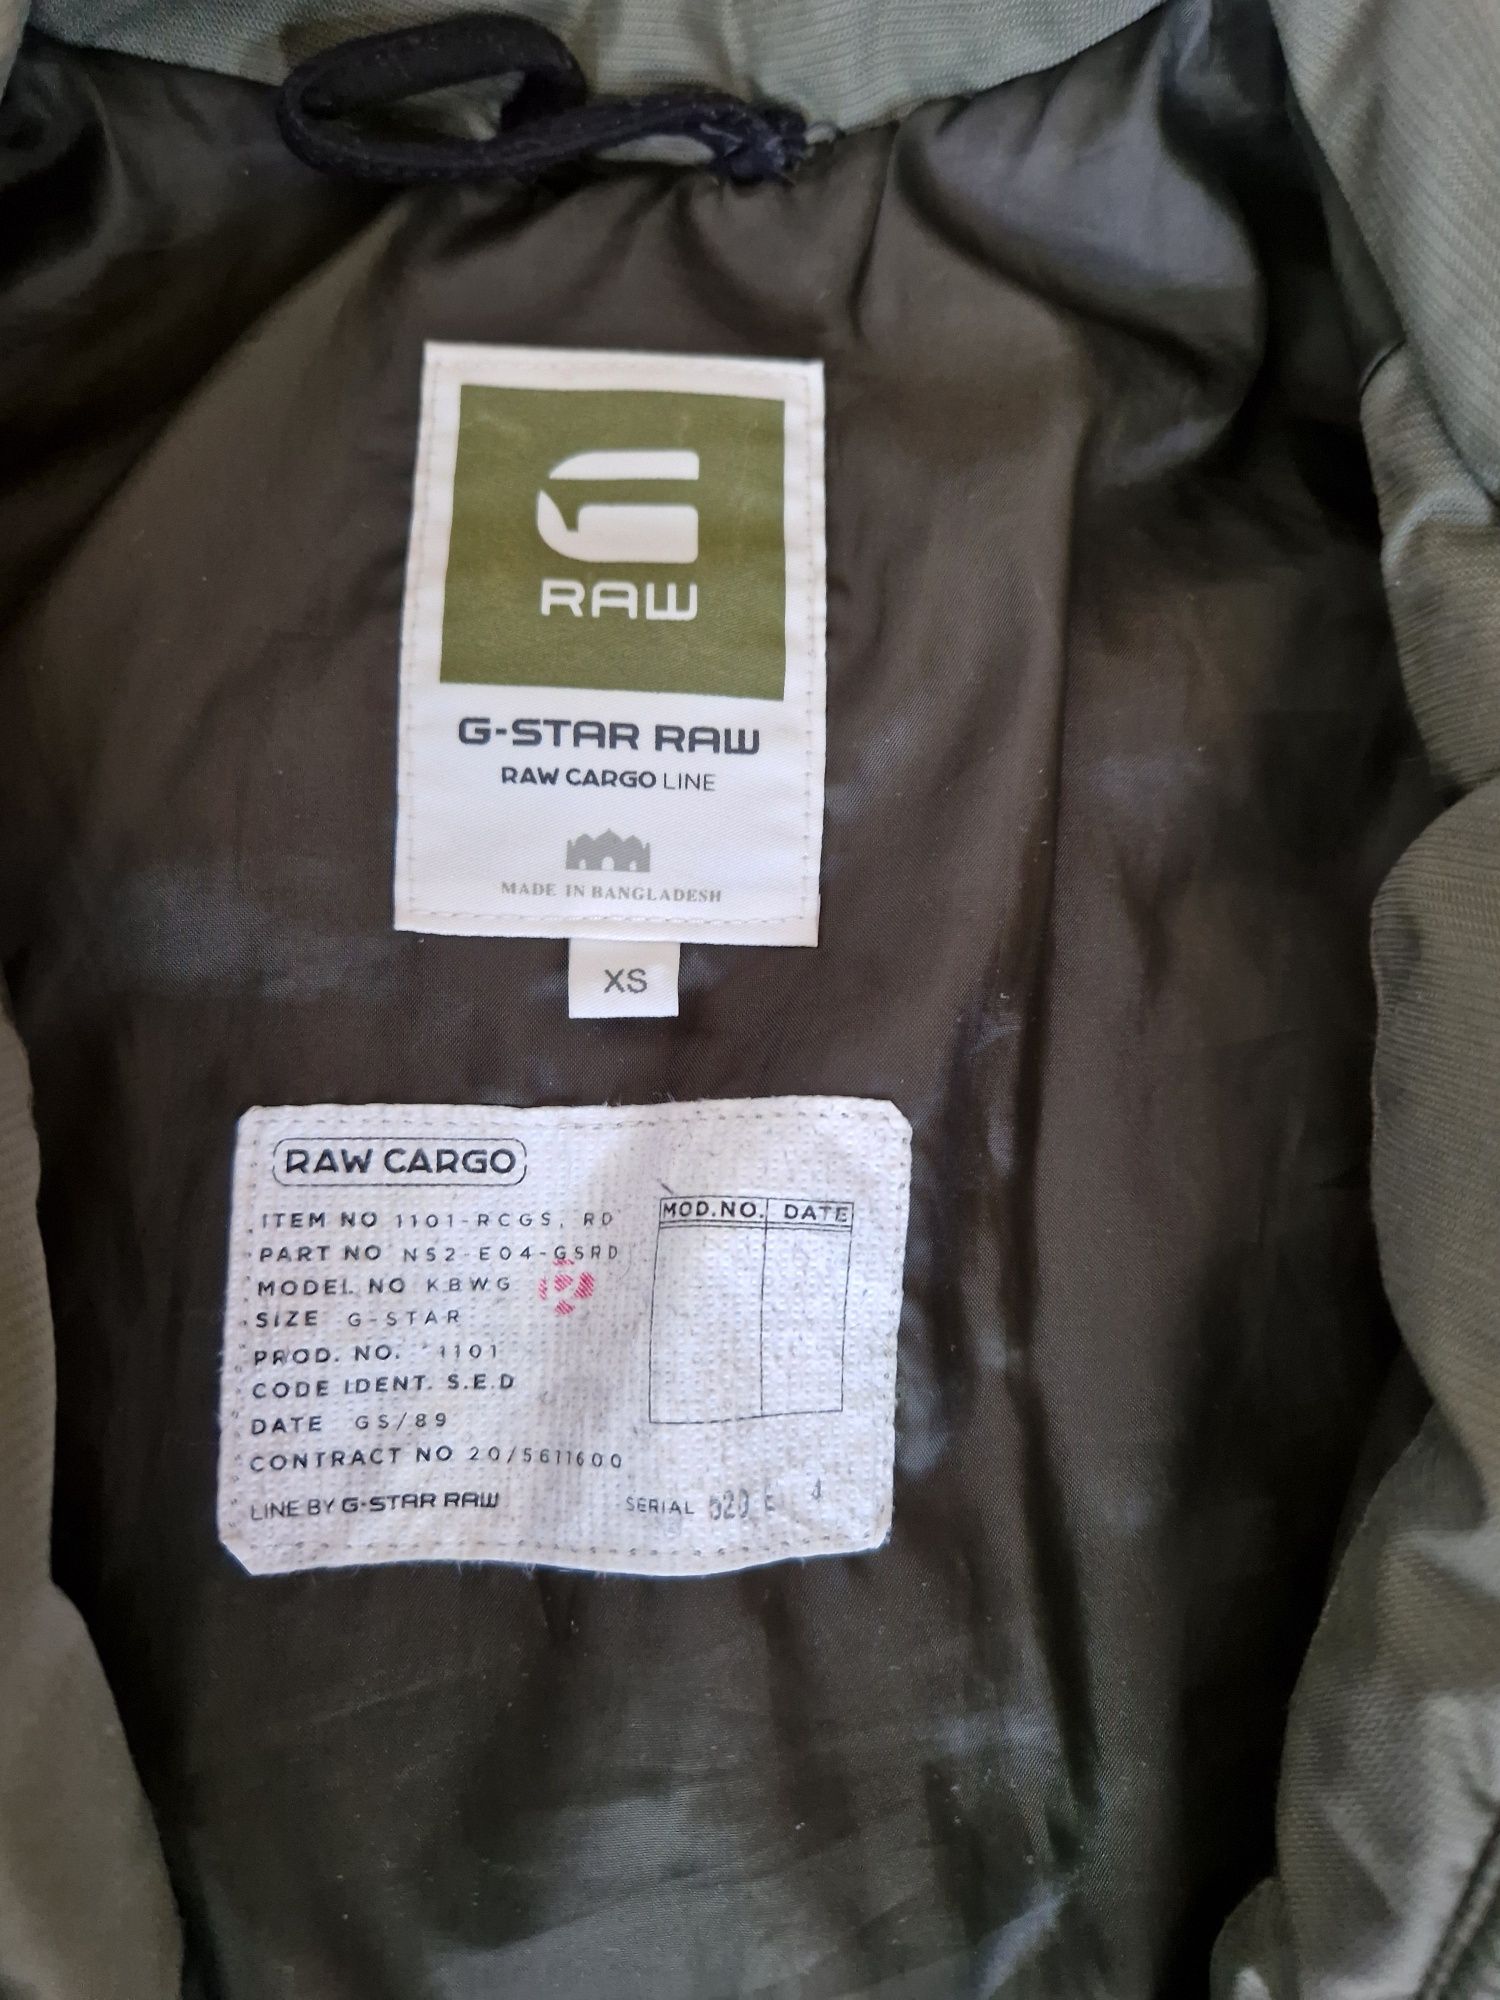 RAW
G-STAR RAW
RAW CARGO LINE
MADE IN BANGLADESH
XS
RAW CARGO
ITEM NO 1101-RCGS, RD
PART NO NS2-E04-GSRD
MODEL NO KBWG
SIZE G-STAR
PROD. NO. 1101
CODE IDENT. S.E.D
DATE GS/89
CONTRACT NO 20/5611600
LINE BY G-STAR RAW
MOD.NO. DATE
SERIAL